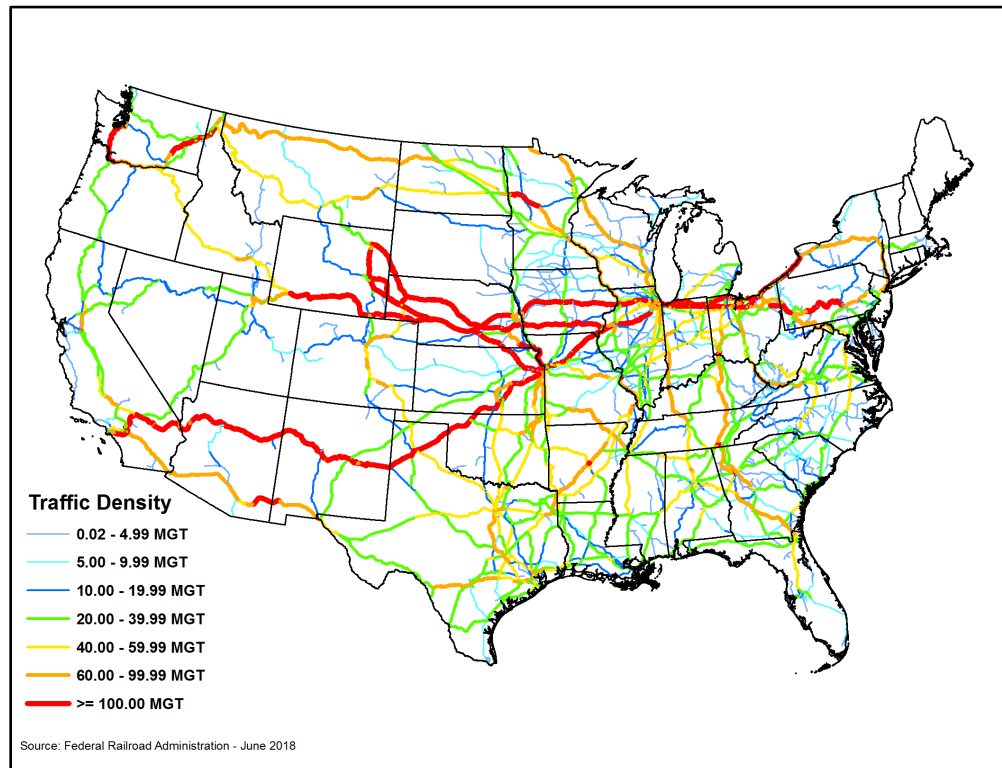 Traffic Density
0.02 - 4.99 MGT
5.00 - 9.99 MGT
10.00 - 19.99 MGT
20.00 - 39.99 MGT
40.00 - 59.99 MGT
60.00 - 99.99 MGT
>= 100.00 MGT
Source: Federal Railroad Administration - June 2018